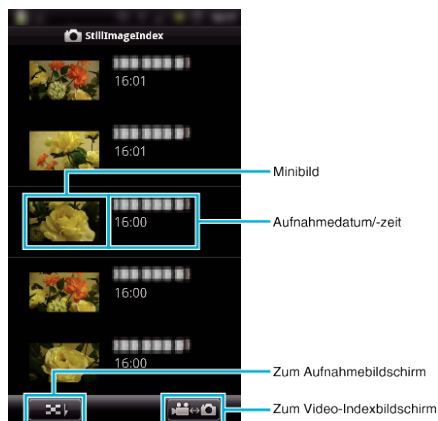 StillImageIndex
16:01
16:01
Minibild
16:00
Aufnahmedatum/-zeit
16:00
16:00
Zum Aufnahmebildschirm
Zum Video-Indexbildschirm